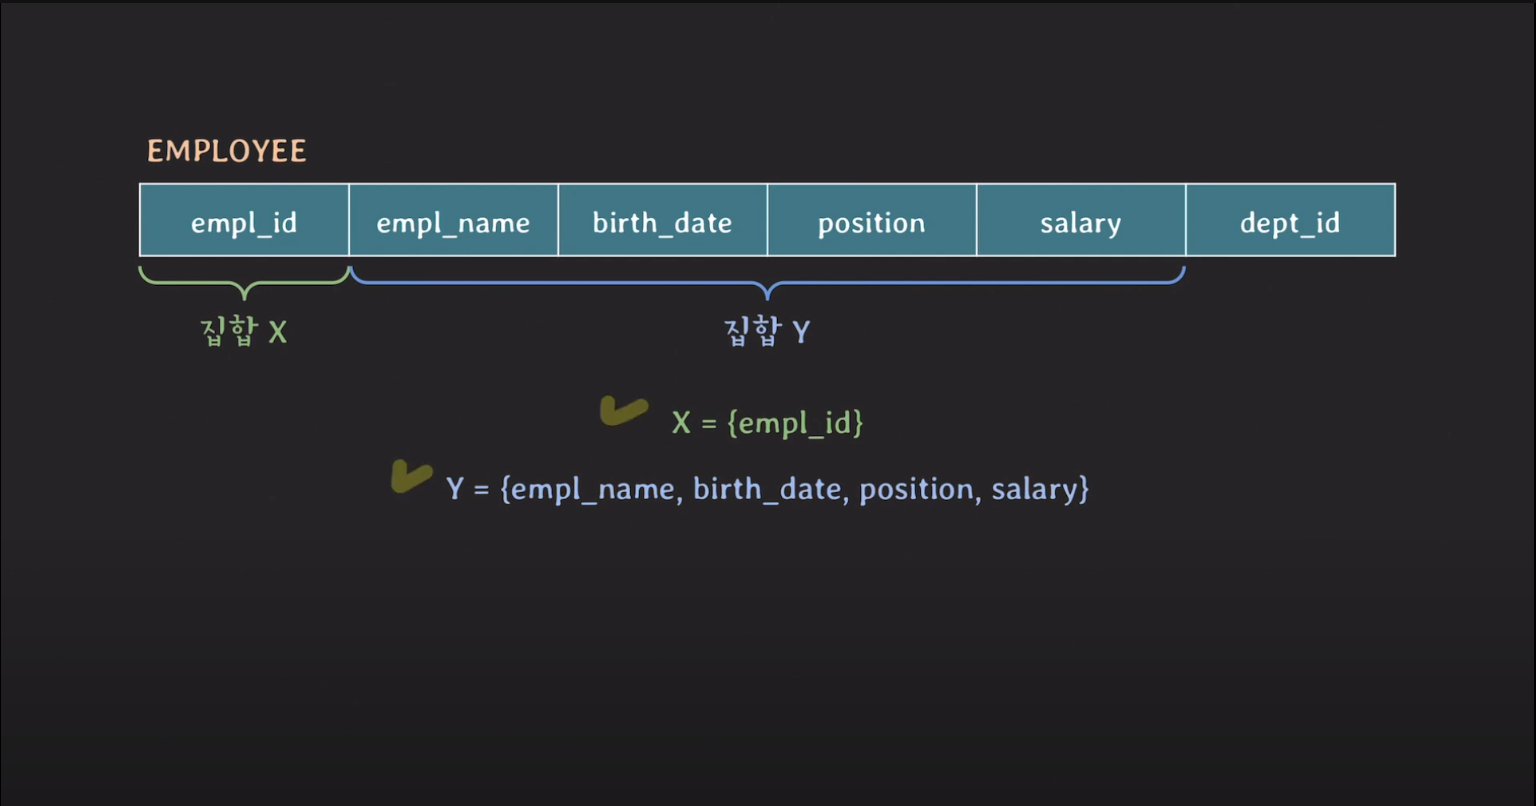 EMPLOYEE
empl_id empl_name birth_date position salary dept_id
집합 X 집합 Y
X = {empl_id}
Y = {empl_name, birth_date, position, salary}